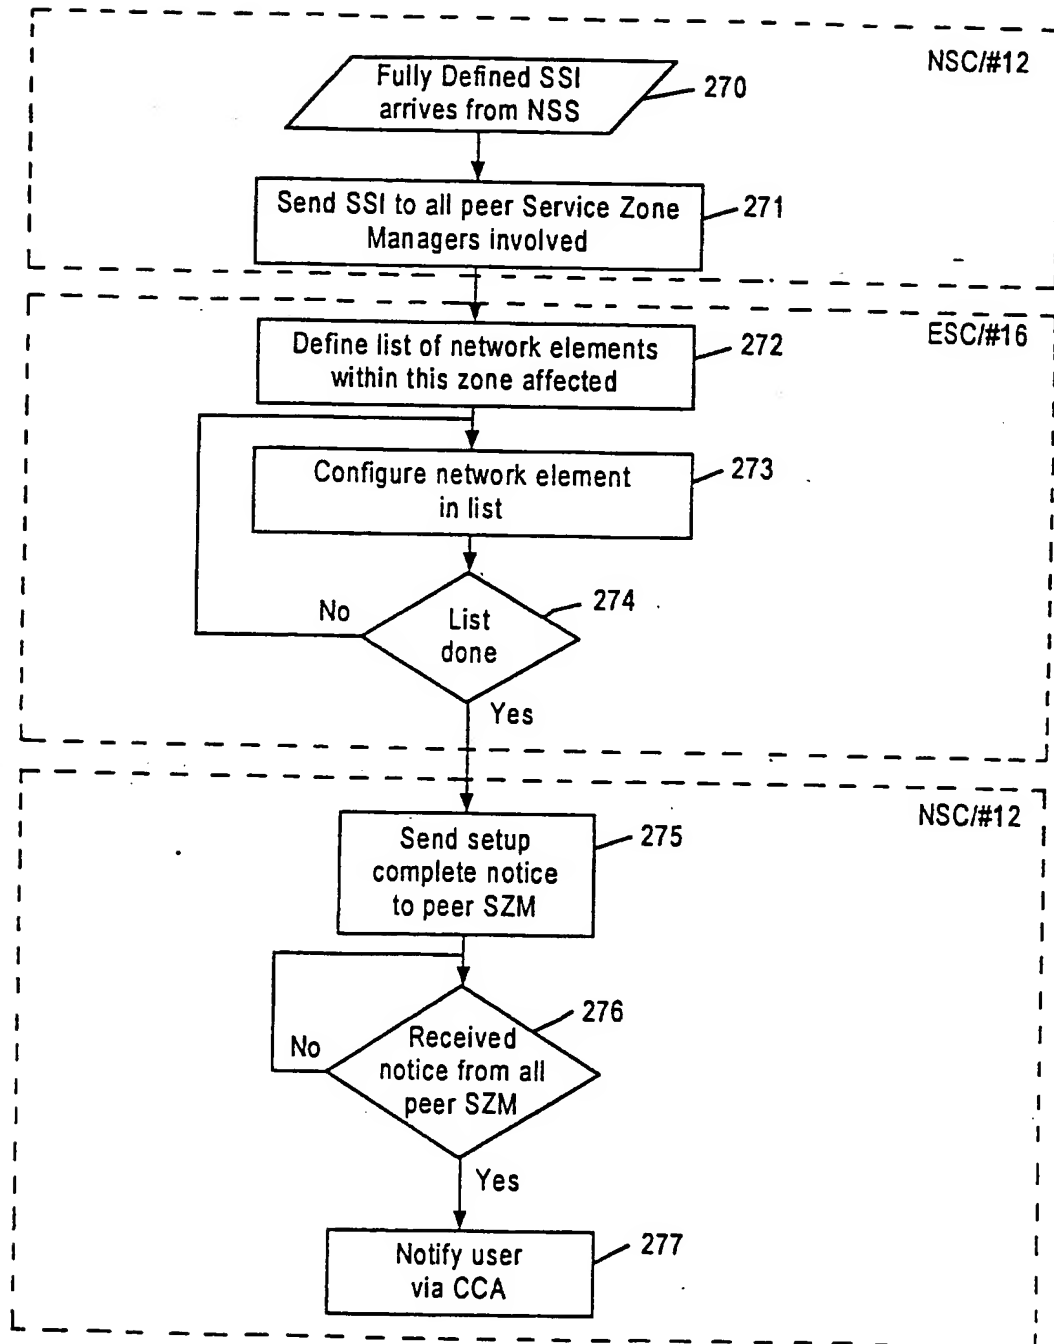 NSC/#12
Fully Defined SSI
arrives from NSS
270
Send SSI to all peer Service Zone
Managers involved
271
ESC/#16
Define list of network elements
within this zone affected
272
Configure network element
in list
273
List
done
274
No
Yes
NSC/#12
Send setup
complete notice
to peer SZM
275
Received
notice from all
peer SZM
276
No
Yes
Notify user
via CCA
277